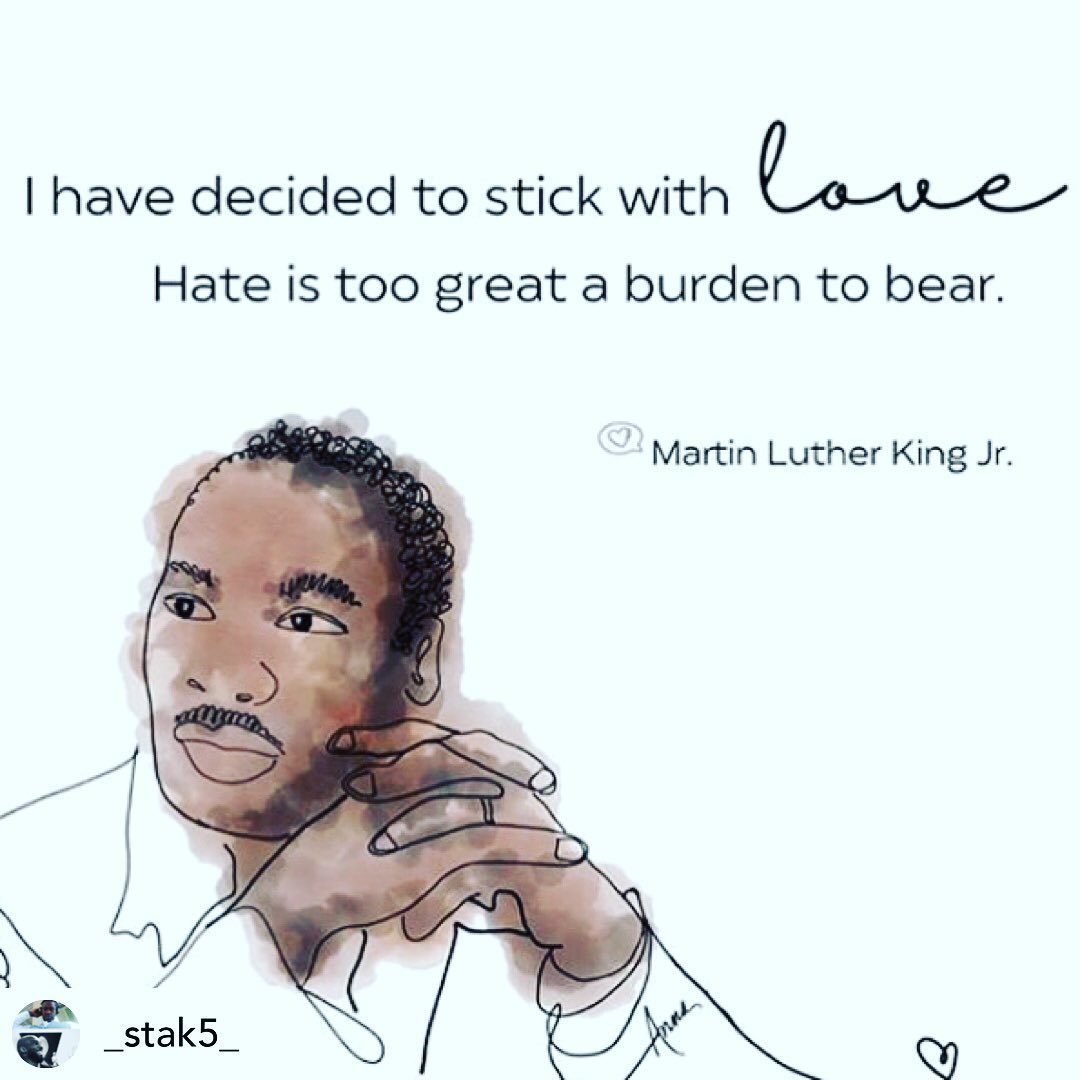 I have decided to stick with love
Hate is too great a burden to bear.
Martin Luther King Jr.
_stak5_